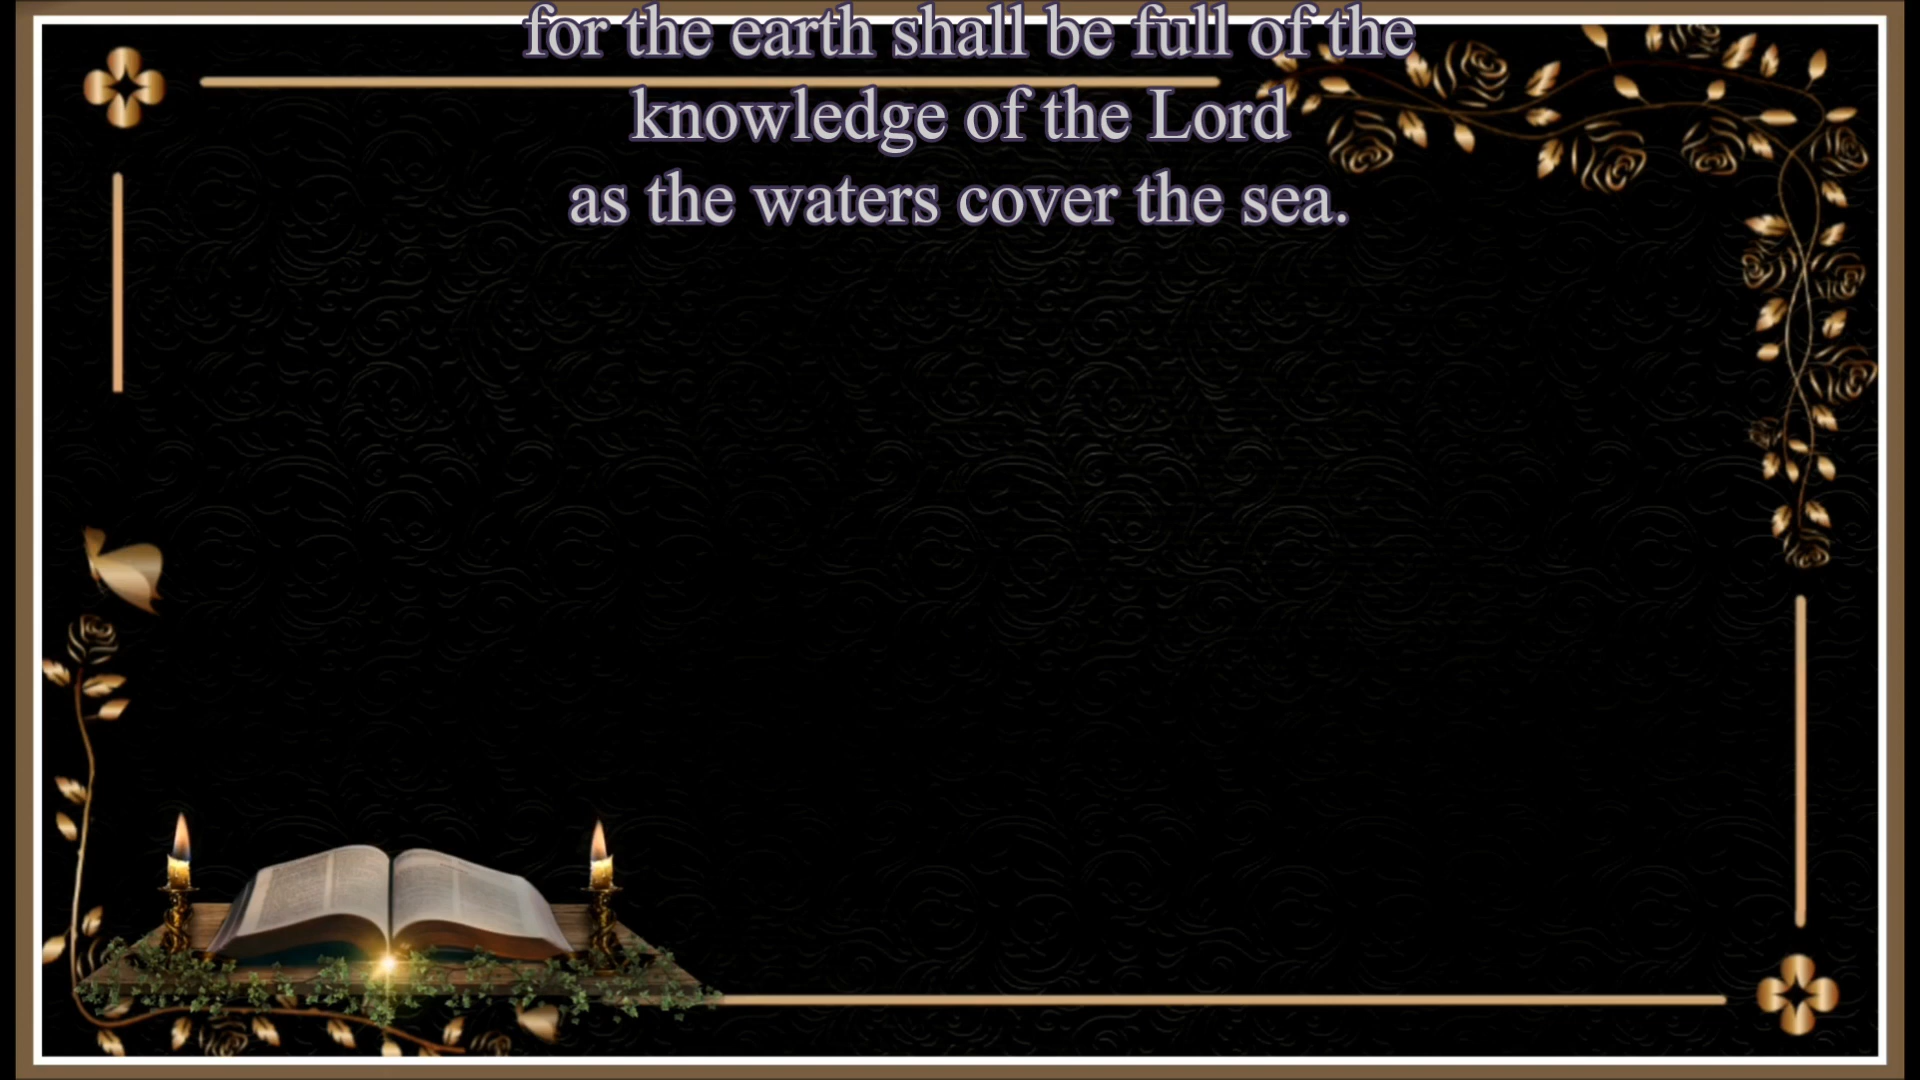 for the earth shall be full of the
knowledge of the Lord
as the waters cover the sea.